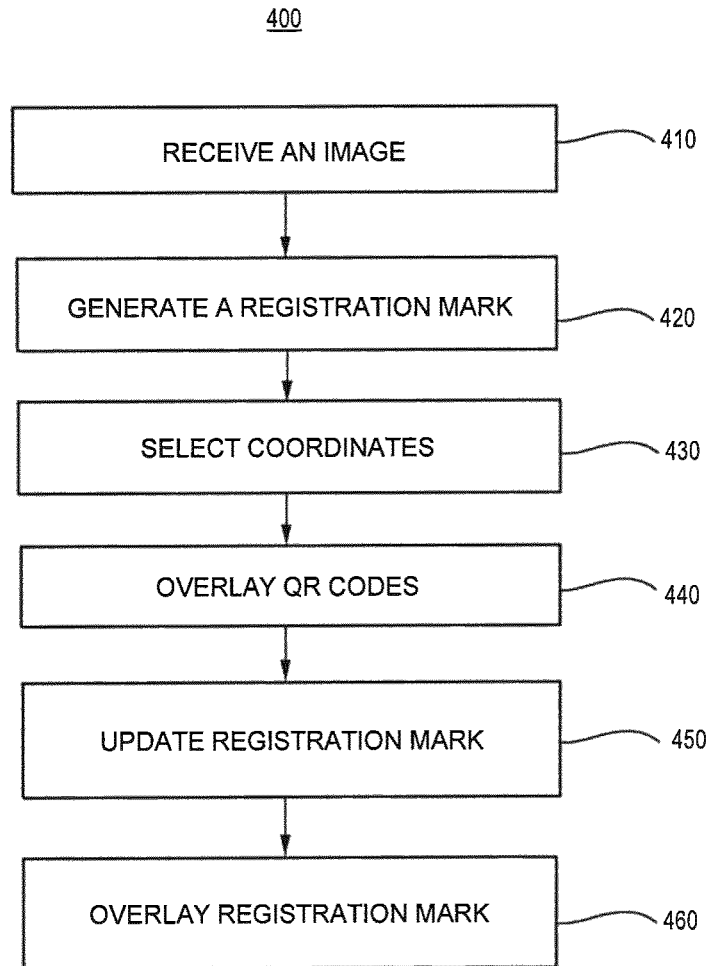 400
RECEIVE AN IMAGE
410
GENERATE A REGISTRATION MARK
420
SELECT COORDINATES
430
OVERLAY QR CODES
440
UPDATE REGISTRATION MARK
450
OVERLAY REGISTRATION MARK
460